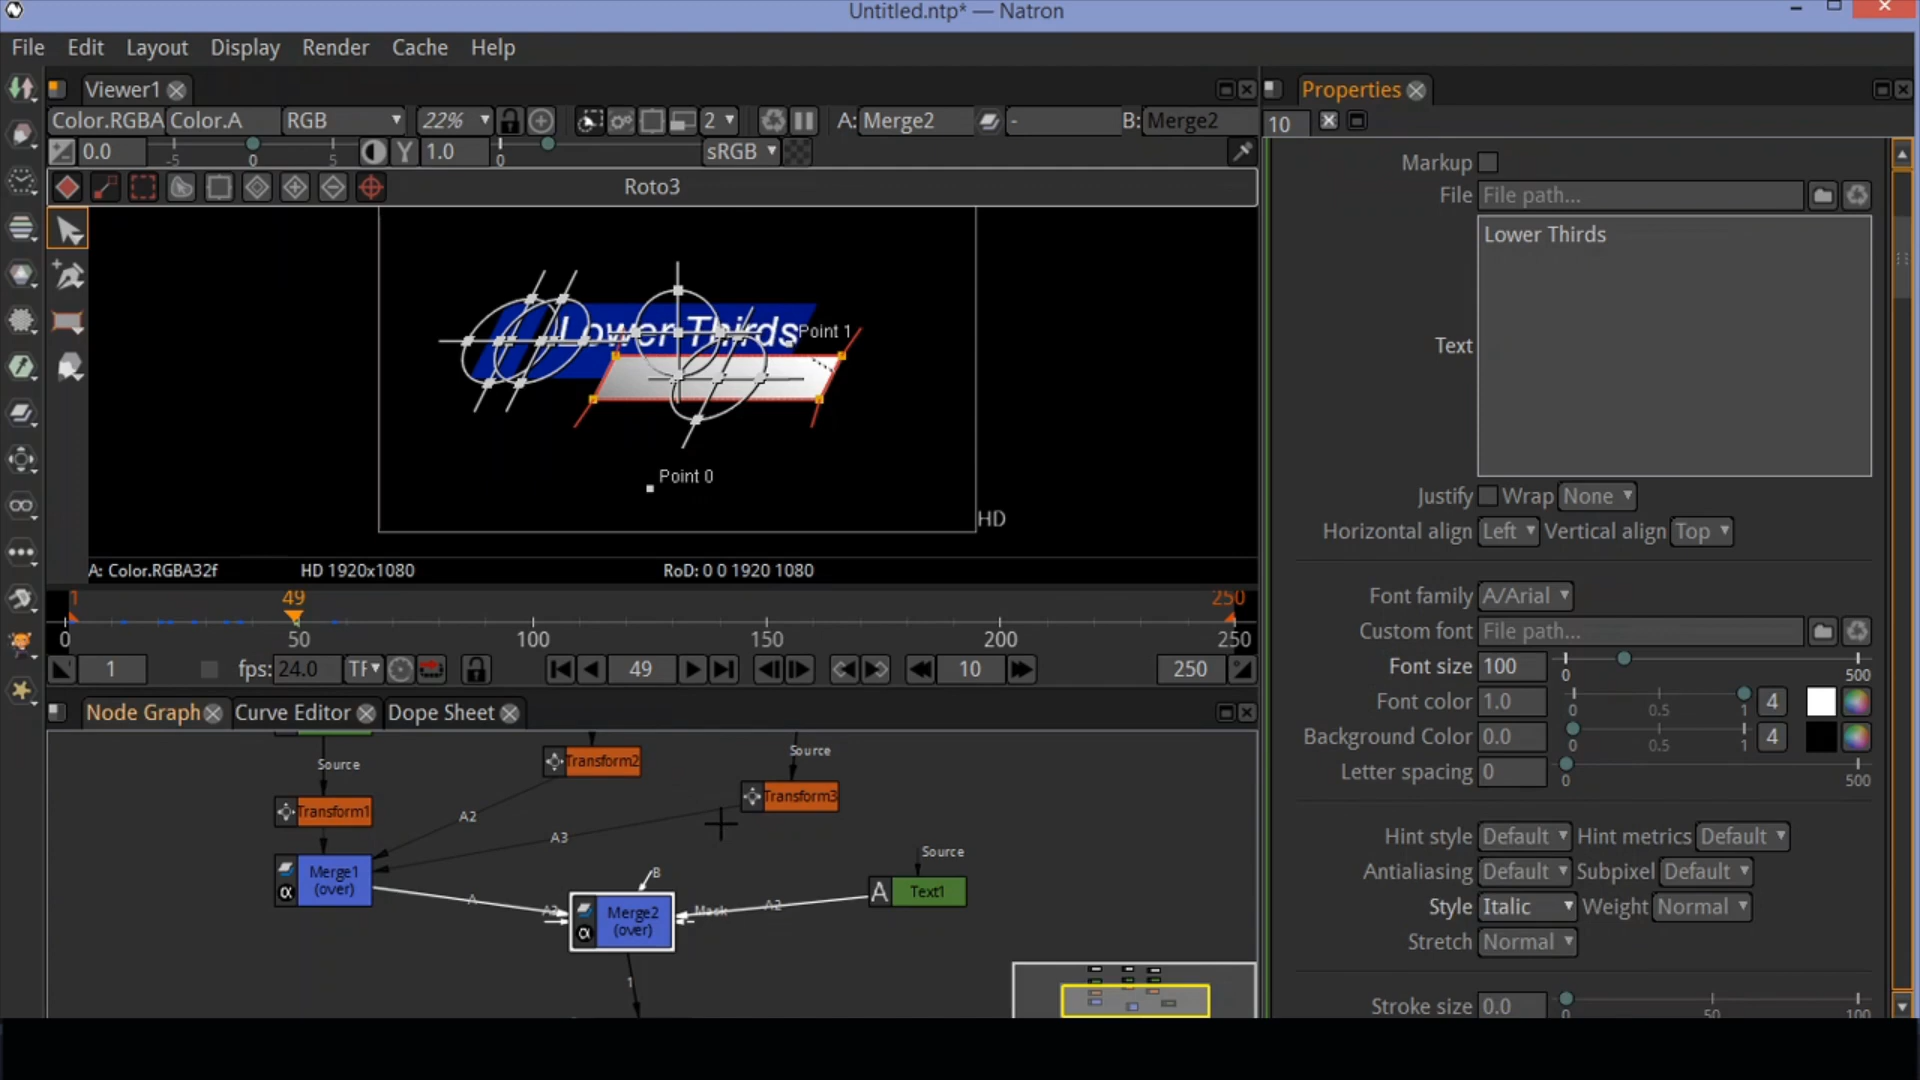 Untitled.ntp* — Natron
File Edit Layout Display Render Cache Help
Viewer1
Properties
Color.RGBA Color.A RGB 22% 2 A: Merge2 - B: Merge2
10
0.0 -5 0 5 Y 1.0 0 sRGB
Markup
Roto3
File File path...
Lower Thirds
Text
Lower Thirds
Point 1
Point 0
HD
Justify Wrap None
Horizontal align Left Vertical align Top
A: Color.RGBA32f HD 1920x1080 RoD: 0 0 1920 1080
1 49 250
0 50 100 150 200 250
1 fps: 24.0 TF 49 10 250
Font family A/Arial
Custom font File path...
Font size 100 0 500
Font color 1.0 0 0.5 1 4
Background Color 0.0 0 0.5 1 4
Letter spacing 0 0 500
Node Graph Curve Editor Dope Sheet
Source
Transform2
Source
Transform1
Transform3
A2
A3
Source
Merge1
(over)
B
A Text1
A
Mask A2
Merge2
(over)
1
Hint style Default Hint metrics Default
Antialiasing Default Subpixel Default
Style Italic Weight Normal
Stretch Normal
Stroke size 0.0 0 50 100